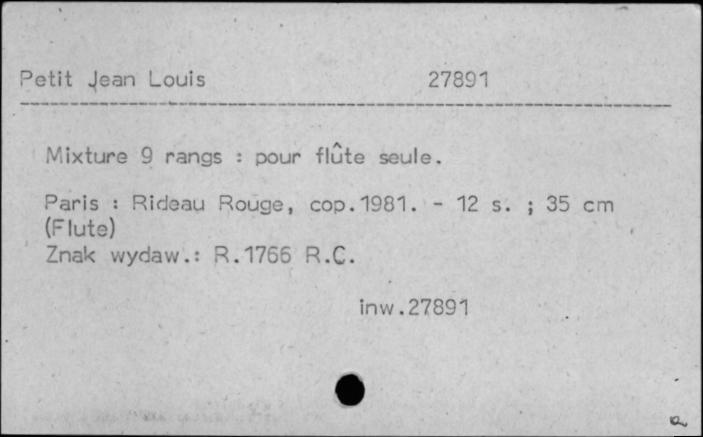 Petit Jean Louis 27891
Mixture 9 rangs : pour flûte seule.
Paris : Rideau Rouge, cop.1981. - 12 s. ; 35 cm
(Flute)
Znak wydaw.: R.1766 R.C.
inw.27891